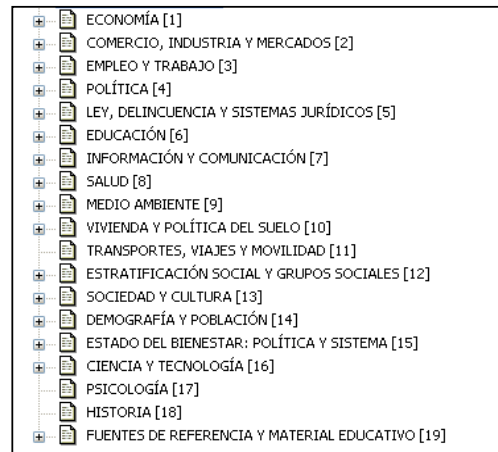 ECONOMÍA [1]
COMERCIO, INDUSTRIA Y MERCADOS [2]
EMPLEO Y TRABAJO [3]
POLÍTICA [4]
LEY, DELINCUENCIA Y SISTEMAS JURÍDICOS [5]
EDUCACIÓN [6]
INFORMACIÓN Y COMUNICACIÓN [7]
SALUD [8]
MEDIO AMBIENTE [9]
VIVIENDA Y POLÍTICA DEL SUELO [10]
TRANSPORTES, VIAJES Y MOVILIDAD [11]
ESTRATIFICACIÓN SOCIAL Y GRUPOS SOCIALES [12]
SOCIEDAD Y CULTURA [13]
DEMOGRAFÍA Y POBLACIÓN [14]
ESTADO DEL BIENESTAR: POLÍTICA Y SISTEMA [15]
CIENCIA Y TECNOLOGÍA [16]
PSICOLOGÍA [17]
HISTORIA [18]
FUENTES DE REFERENCIA Y MATERIAL EDUCATIVO [19]